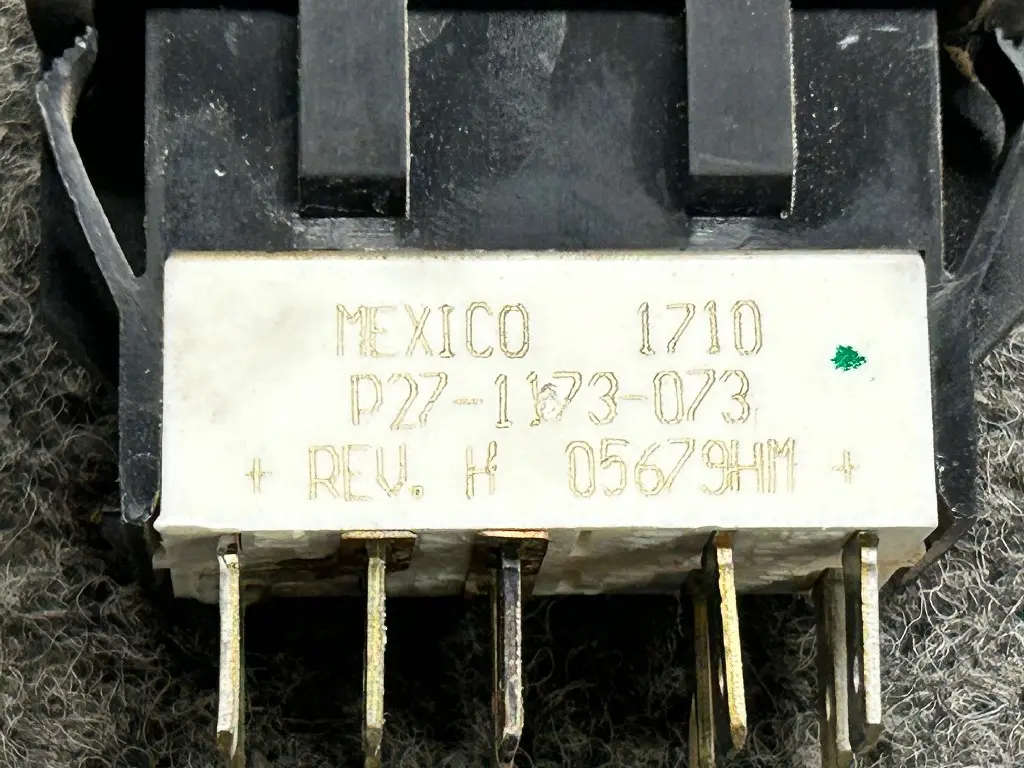 MEXICO 1710
P27-1173-073
+ REV. H 05679HM +